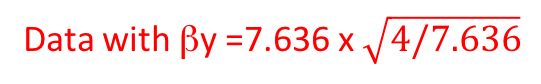 Data with βy =7.636 x √4/7.636